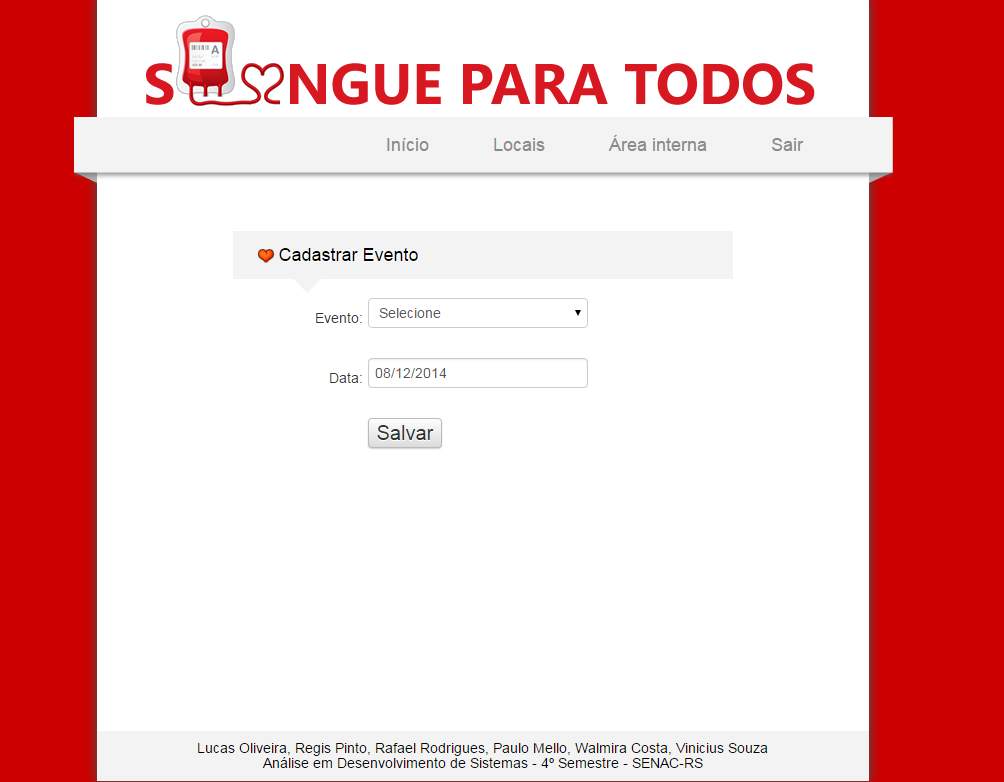 SANGUE PARA TODOS
A
Início Locais Área interna Sair
Cadastrar Evento
Evento: Selecione
Data: 08/12/2014
Salvar
Lucas Oliveira, Regis Pinto, Rafael Rodrigues, Paulo Mello, Walmira Costa, Vinicius Souza
Análise em Desenvolvimento de Sistemas - 4º Semestre - SENAC-RS